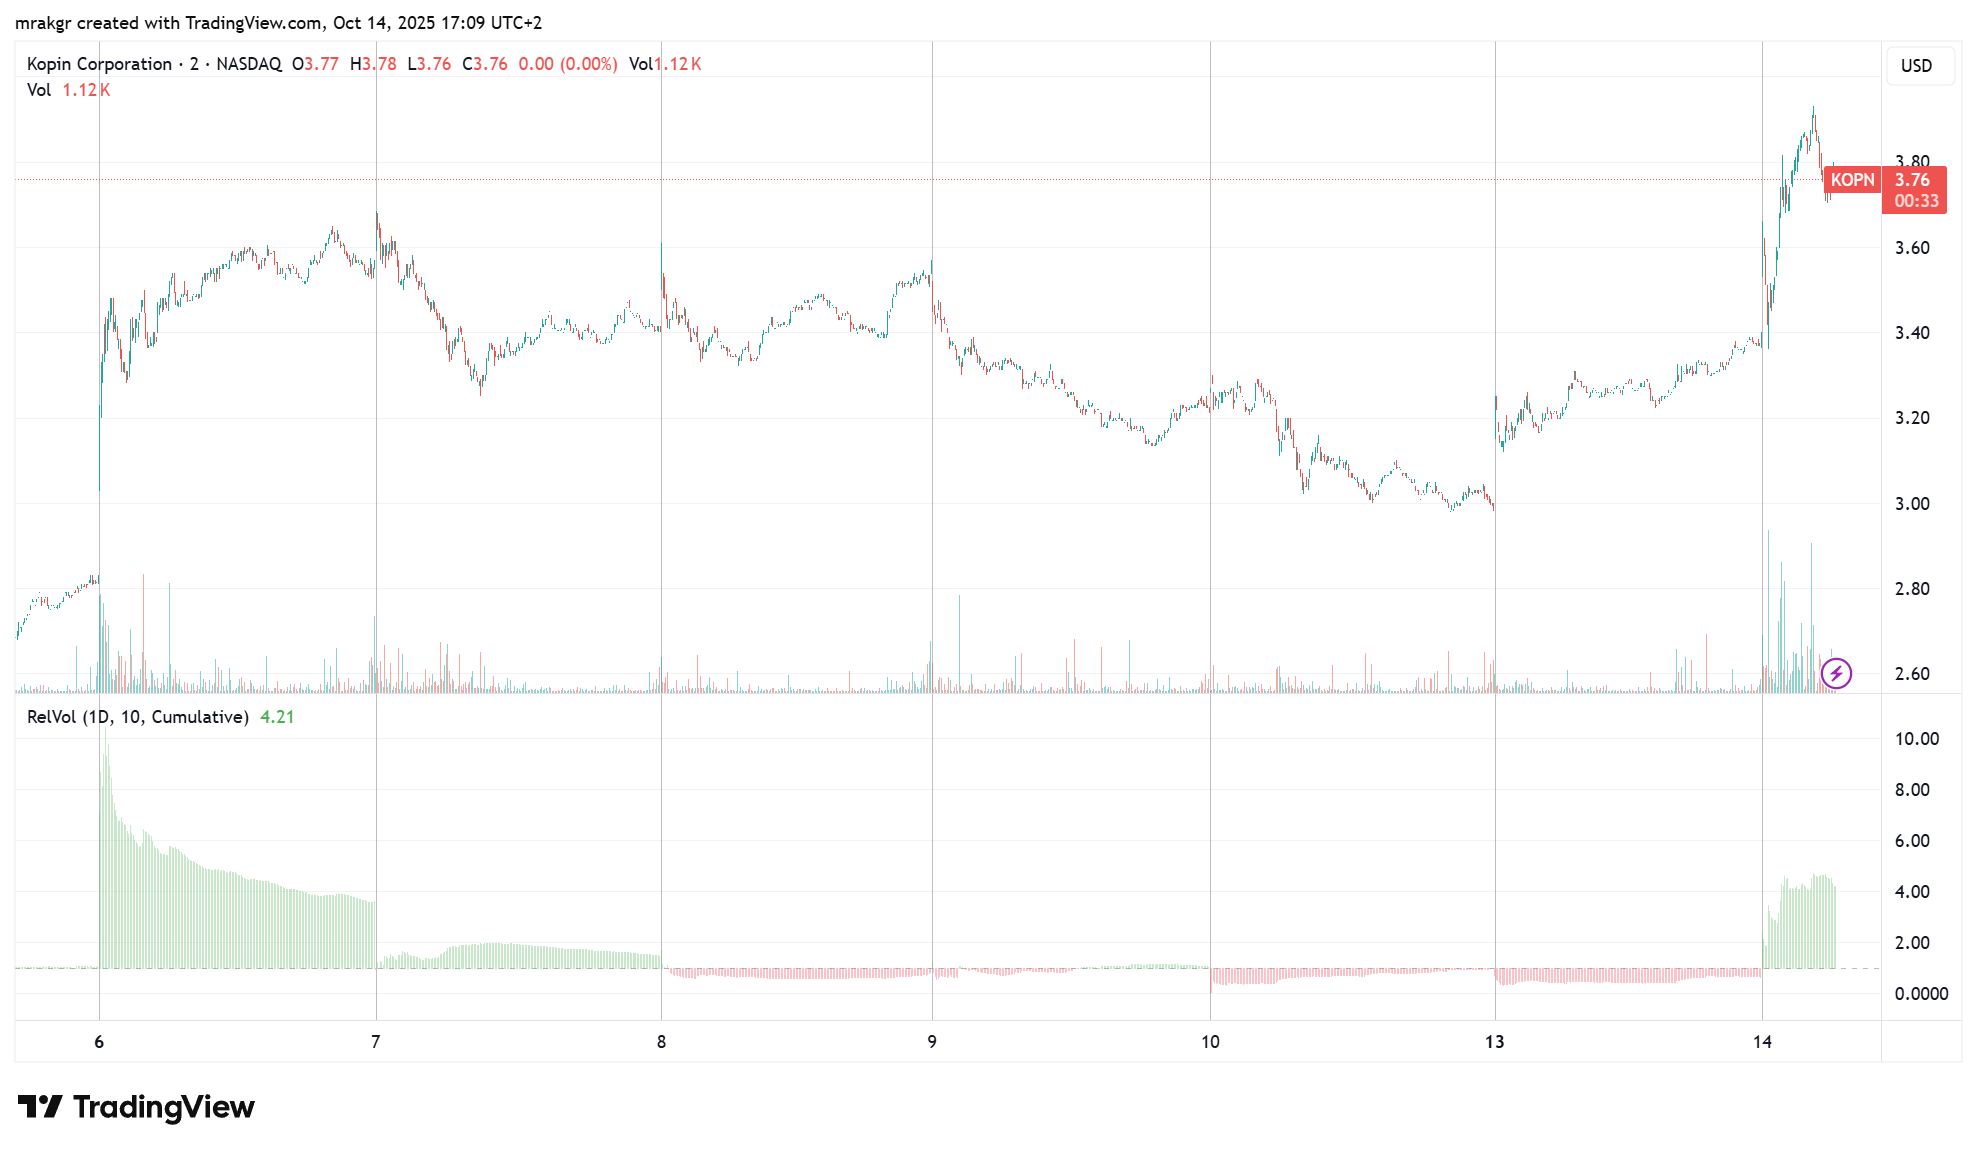 mrakgr created with TradingView.com, Oct 14, 2025 17:09 UTC+2
Kopin Corporation · 2 · NASDAQ O3.77 H3.78 L3.76 C3.76 0.00 (0.00%) Vol1.12 K
Vol 1.12 K
USD
3.80
KOPN 3.76
00:33
3.60
3.40
3.20
3.00
2.80
2.60
RelVol (1D, 10, Cumulative) 4.21
10.00
8.00
6.00
4.00
2.00
0.0000
6 7 8 9 10 13 14
TradingView